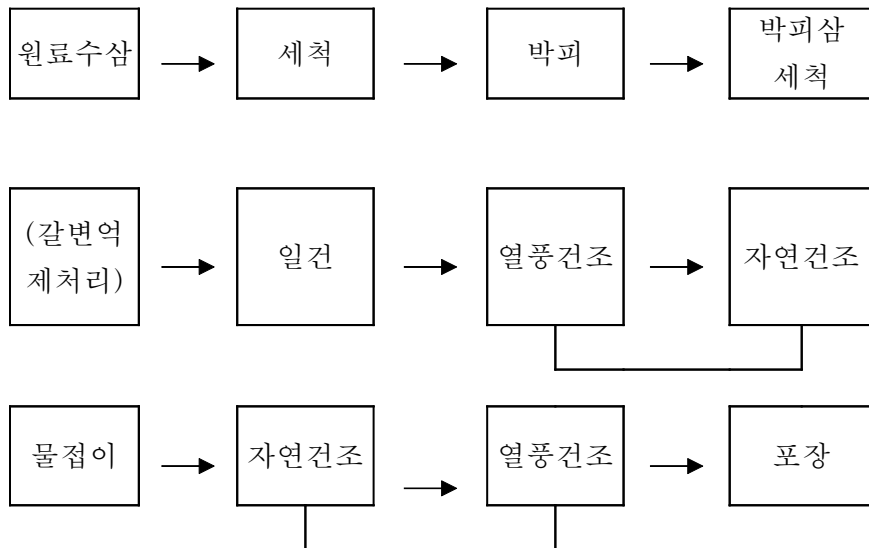 원료수삼
세척
박피
박피삼
세척
(갈변억
제처리)
일건
열풍건조
자연건조
물접이
자연건조
열풍건조
포장